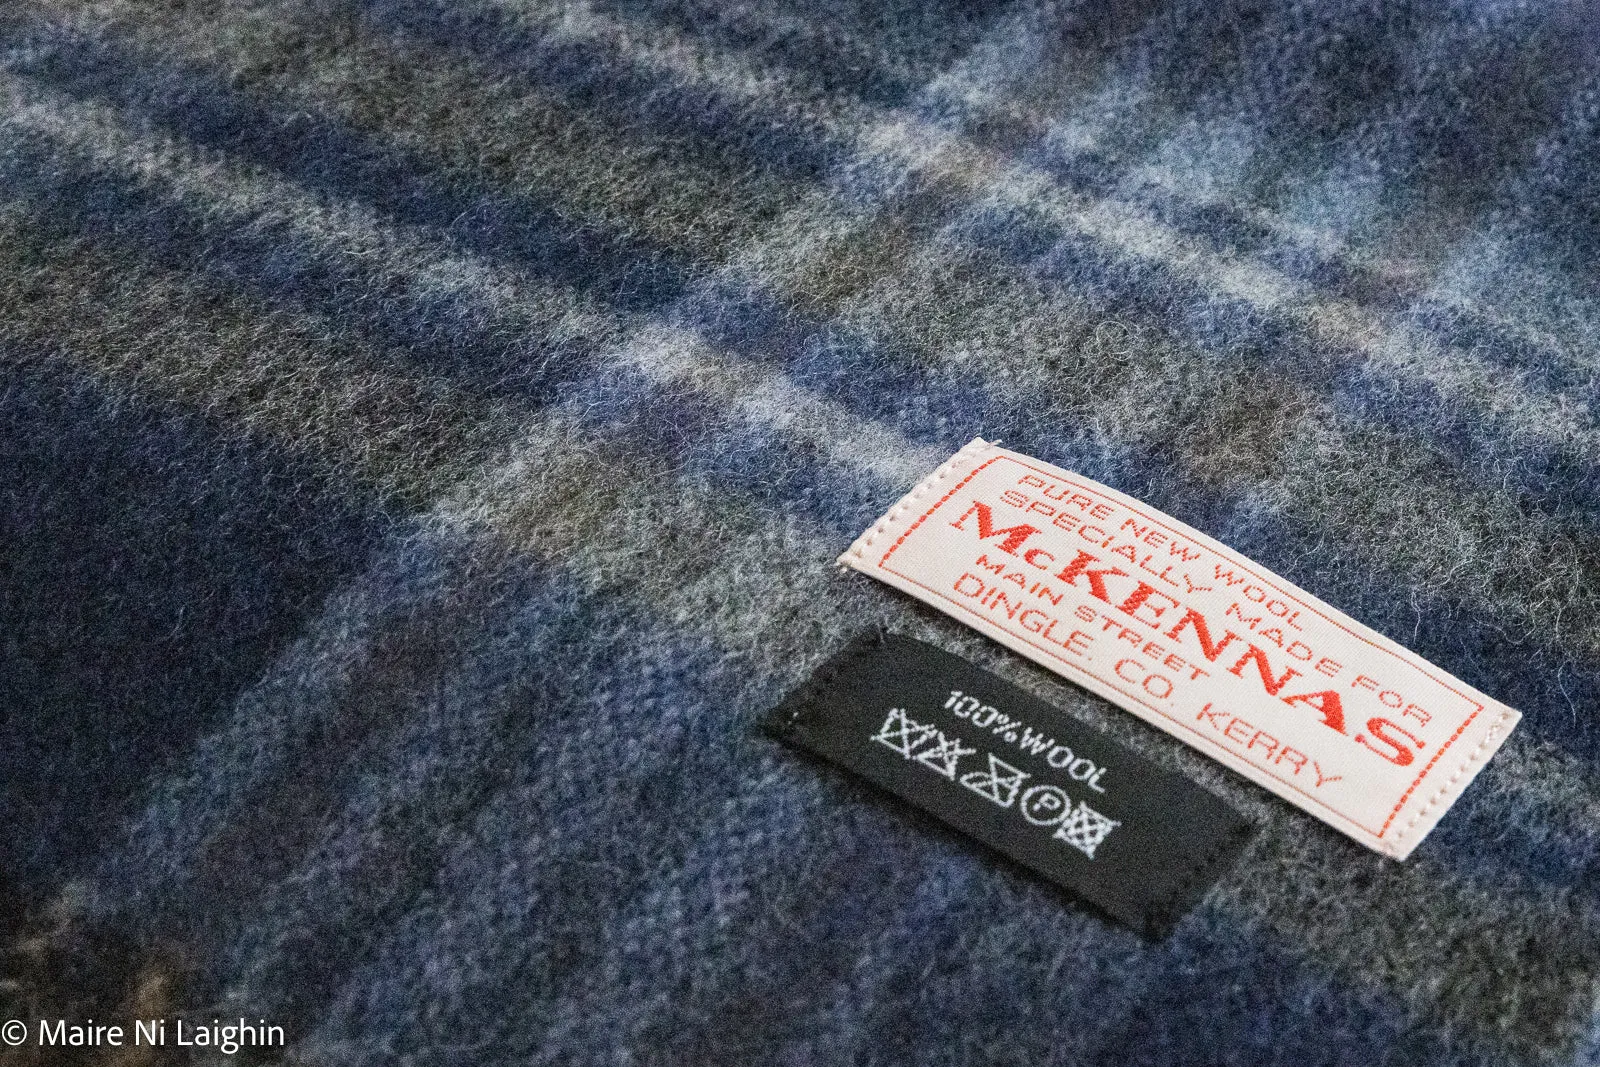 PURE NEW WOOL
SPECIALLY MADE FOR
McKENNAS
MAIN STREET
DINGLE. CO. KERRY
100% WOOL
P
© Maire Ni Laighin